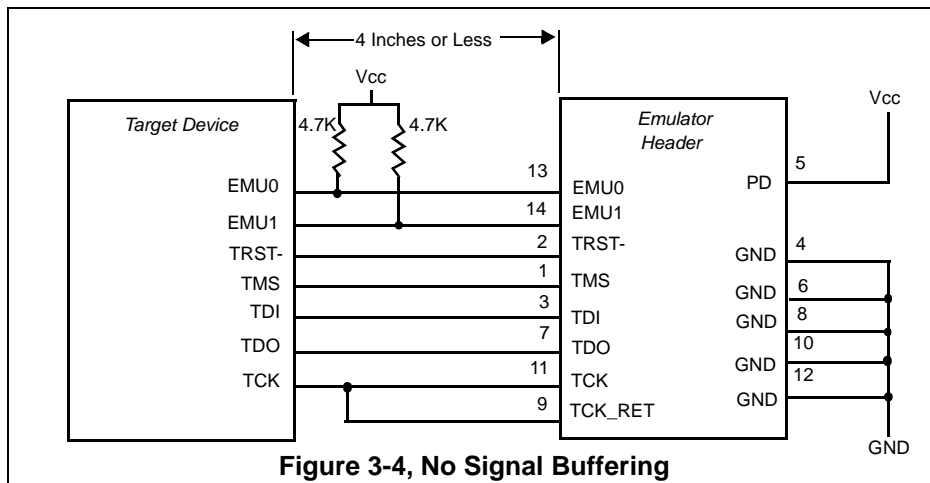 4 Inches or Less
Vcc
Vcc
Target Device
4.7K
4.7K
Emulator
Header
EMU0
13
EMU0
5
PD
EMU1
14
EMU1
TRST-
2
TRST-
4
GND
TMS
1
TMS
6
GND
TDI
3
TDI
8
GND
TDO
7
TDO
10
GND
TCK
11
TCK
12
GND
9
TCK_RET
GND
Figure 3-4, No Signal Buffering